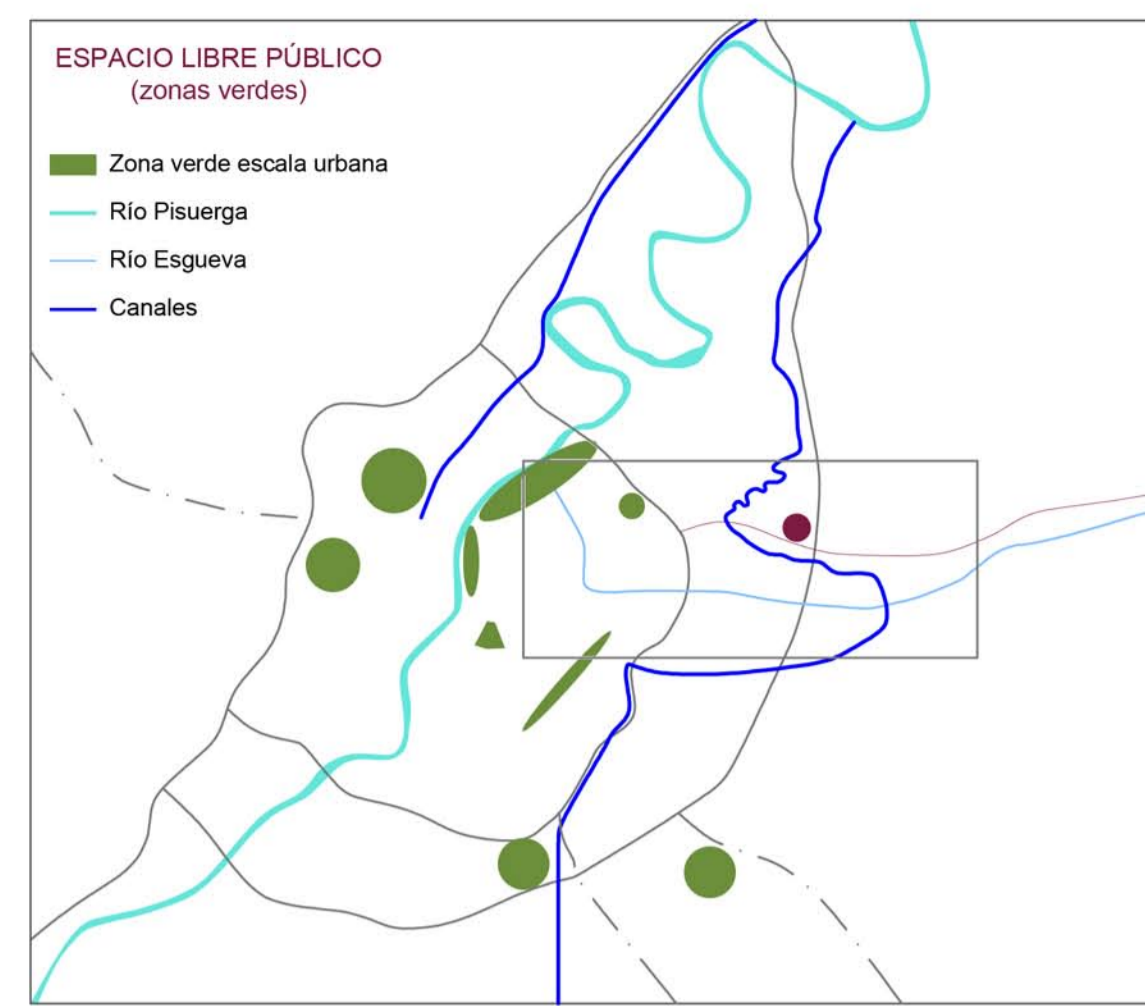 ESPACIO LIBRE PÚBLICO
(zonas verdes)
Zona verde escala urbana
Río Pisuerga
Río Esgueva
Canales